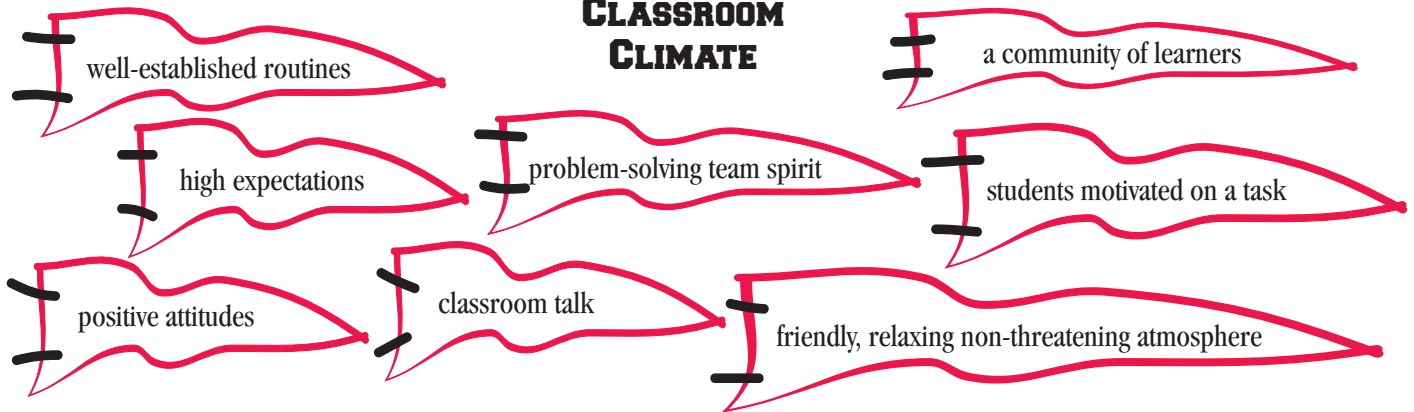 CLASSROOM
CLIMATE
well-established routines
a community of learners
high expectations
problem-solving team spirit
students motivated on a task
positive attitudes
classroom talk
friendly, relaxing non-threatening atmosphere